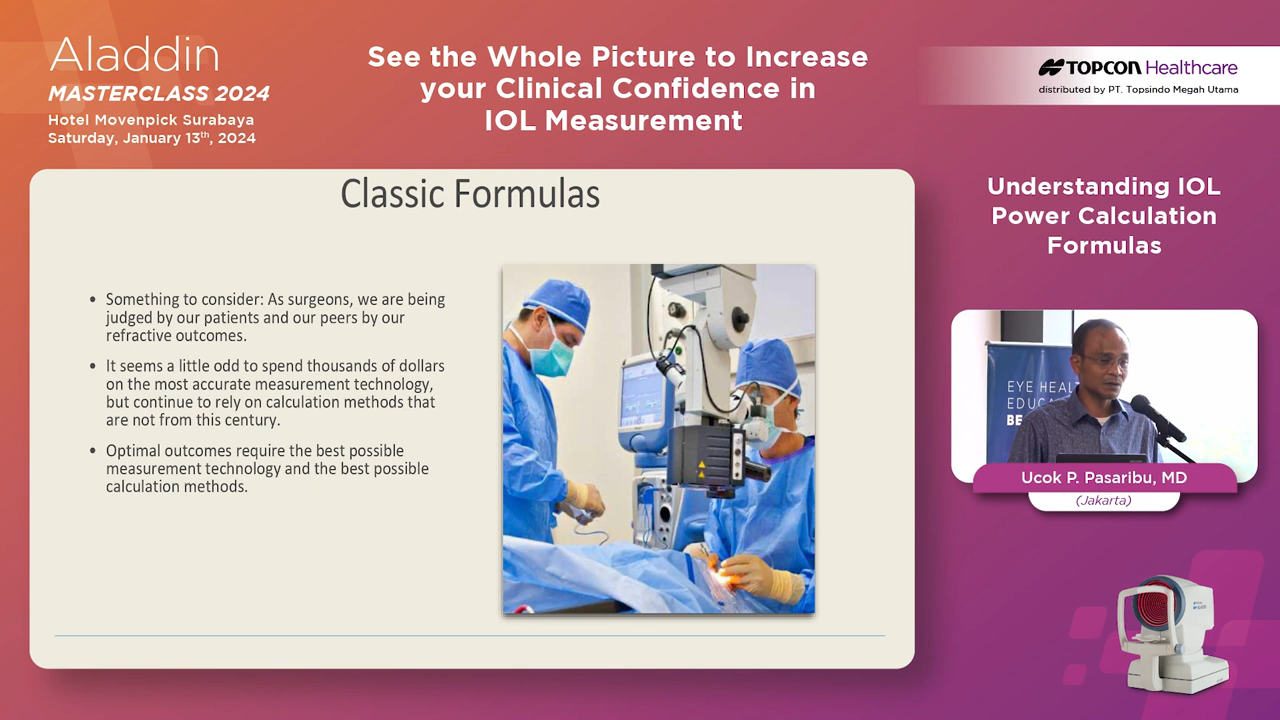 Aladdin
MASTERCLASS 2024
Hotel Movenpick Surabaya
Saturday, January 13th, 2024
See the Whole Picture to Increase
your Clinical Confidence in
IOL Measurement
TOPCON Healthcare
distributed by PT. Topsindo Megah Utama
Classic Formulas
• Something to consider: As surgeons, we are being
judged by our patients and our peers by our
refractive outcomes.
• It seems a little odd to spend thousands of dollars
on the most accurate measurement technology,
but continue to rely on calculation methods that
are not from this century.
• Optimal outcomes require the best possible
measurement technology and the best possible
calculation methods.
Understanding IOL
Power Calculation
Formulas
EYE HEAL
EDUCA
BE
Ucok P. Pasaribu, MD
(Jakarta)